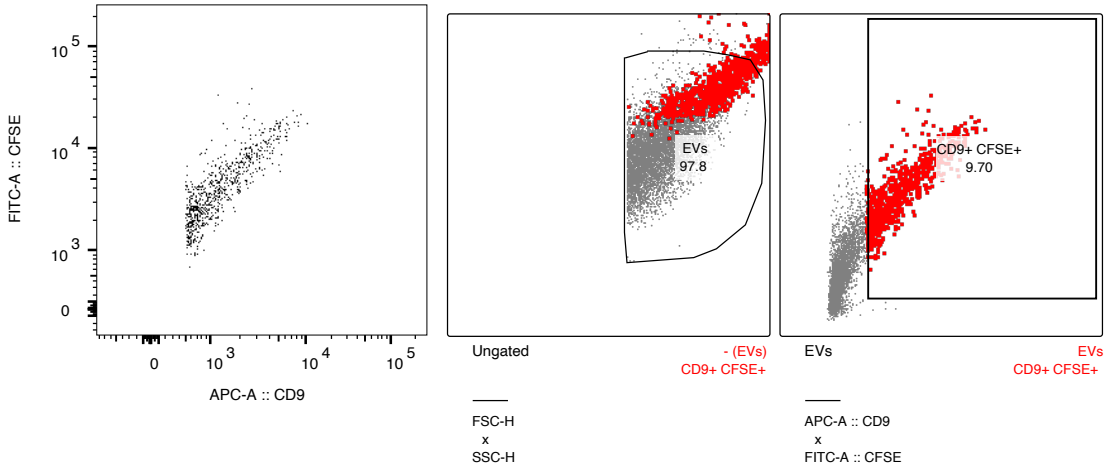 FITC-A :: CFSE
10^5
10^4
10^3
0
0
10^3
10^4
10^5
APC-A :: CD9
EVs
97.8
Ungated
- (EVs)
CD9+ CFSE+
FSC-H
x
SSC-H
CD9+ CFSE+
9.70
EVs
EVs
CD9+ CFSE+
APC-A :: CD9
x
FITC-A :: CFSE